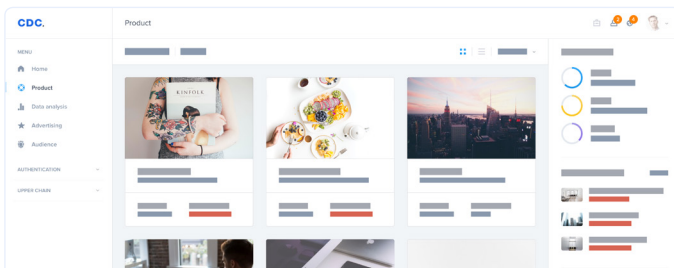 CDC.
Product
MENU
Home
Product
Data analysis
Advertising
Audience
AUTHENTICATION
UPPER CHAIN
KINFOLK